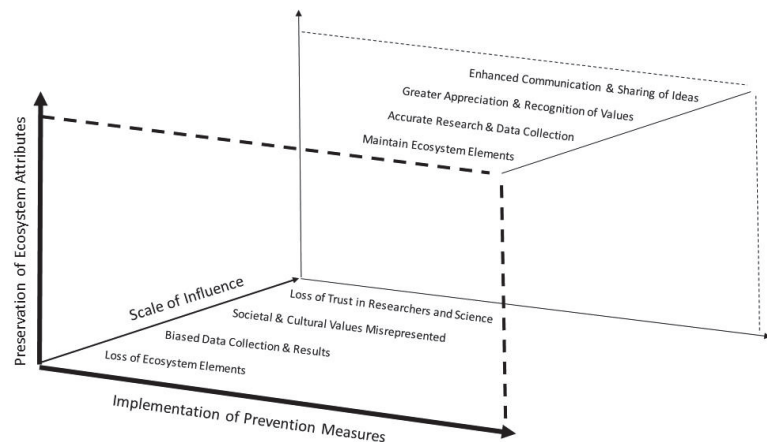 Enhanced Communication & Sharing of Ideas
Greater Appreciation & Recognition of Values
Accurate Research & Data Collection
Maintain Ecosystem Elements
Preservation of Ecosystem Attributes
Scale of Influence
Loss of Trust in Researchers and Science
Societal & Cultural Values Misrepresented
Biased Data Collection & Results
Loss of Ecosystem Elements
Implementation of Prevention Measures